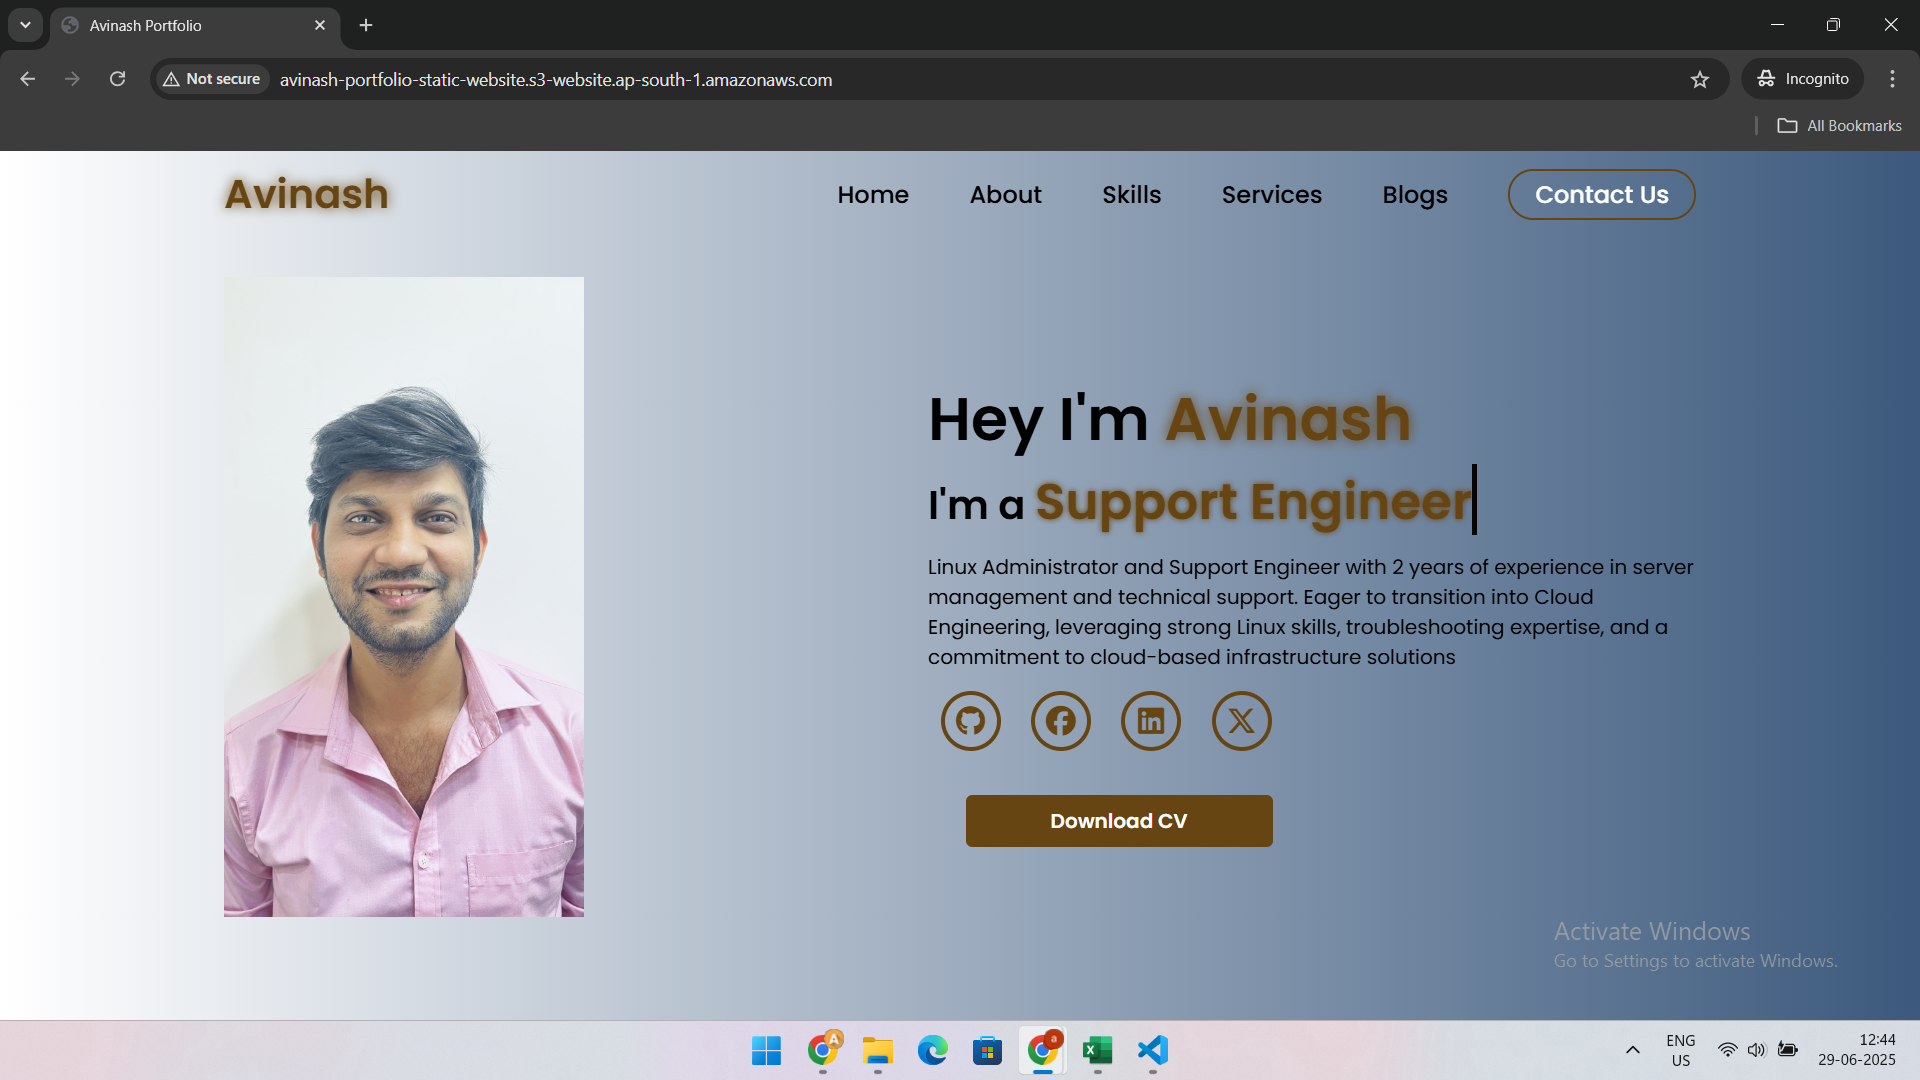 Avinash Portfolio
Not secure
avinash-portfolio-static-website.s3-website.ap-south-1.amazonaws.com
Incognito
All Bookmarks
Avinash
Home
About
Skills
Services
Blogs
Contact Us
Hey I'm Avinash
I'm a Support Engineer
Linux Administrator and Support Engineer with 2 years of experience in server
management and technical support. Eager to transition into Cloud
Engineering, leveraging strong Linux skills, troubleshooting expertise, and a
commitment to cloud-based infrastructure solutions
in
X
Download CV
Activate Windows
Go to Settings to activate Windows.
A
a
X
ENG
US
12:44
29-06-2025